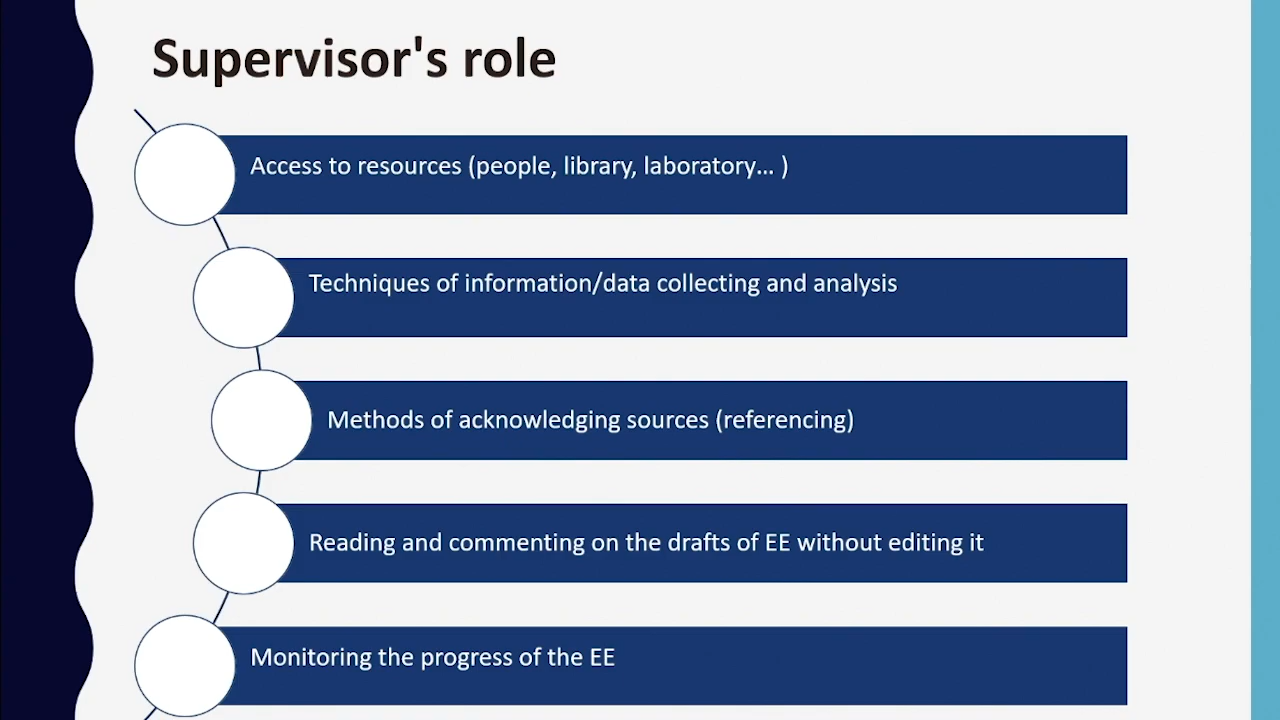 Supervisor's role
Access to resources (people, library, laboratory... )
Techniques of information/data collecting and analysis
Methods of acknowledging sources (referencing)
Reading and commenting on the drafts of EE without editing it
Monitoring the progress of the EE